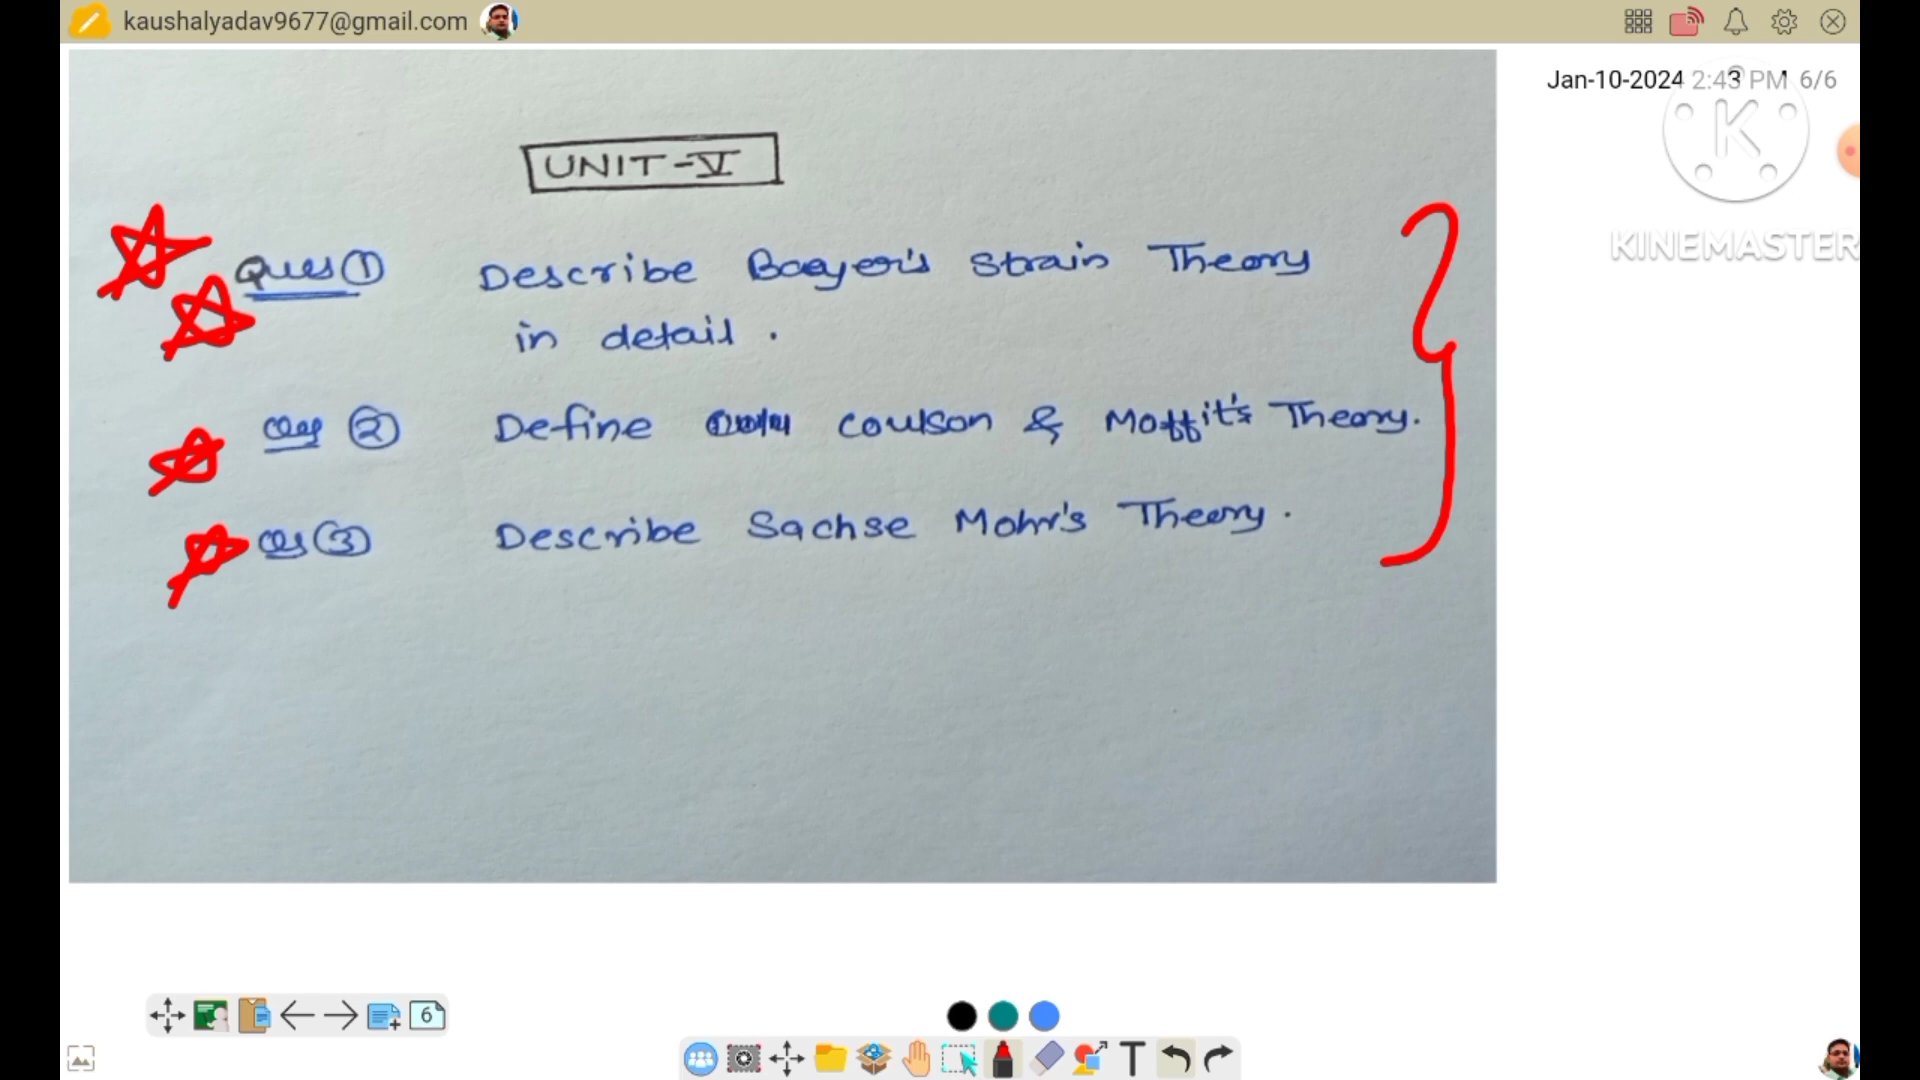 kaushalyadav9677@gmail.com
Jan-10-2024 2:43 PM 6/6
K
KINEMASTER
UNIT-V
Ques ① Describe Baeyer's Strain Theory
in detail .
② Define Coulson & Moffit's Theory.
③ Describe Sachse Mohr's Theory .
6
T